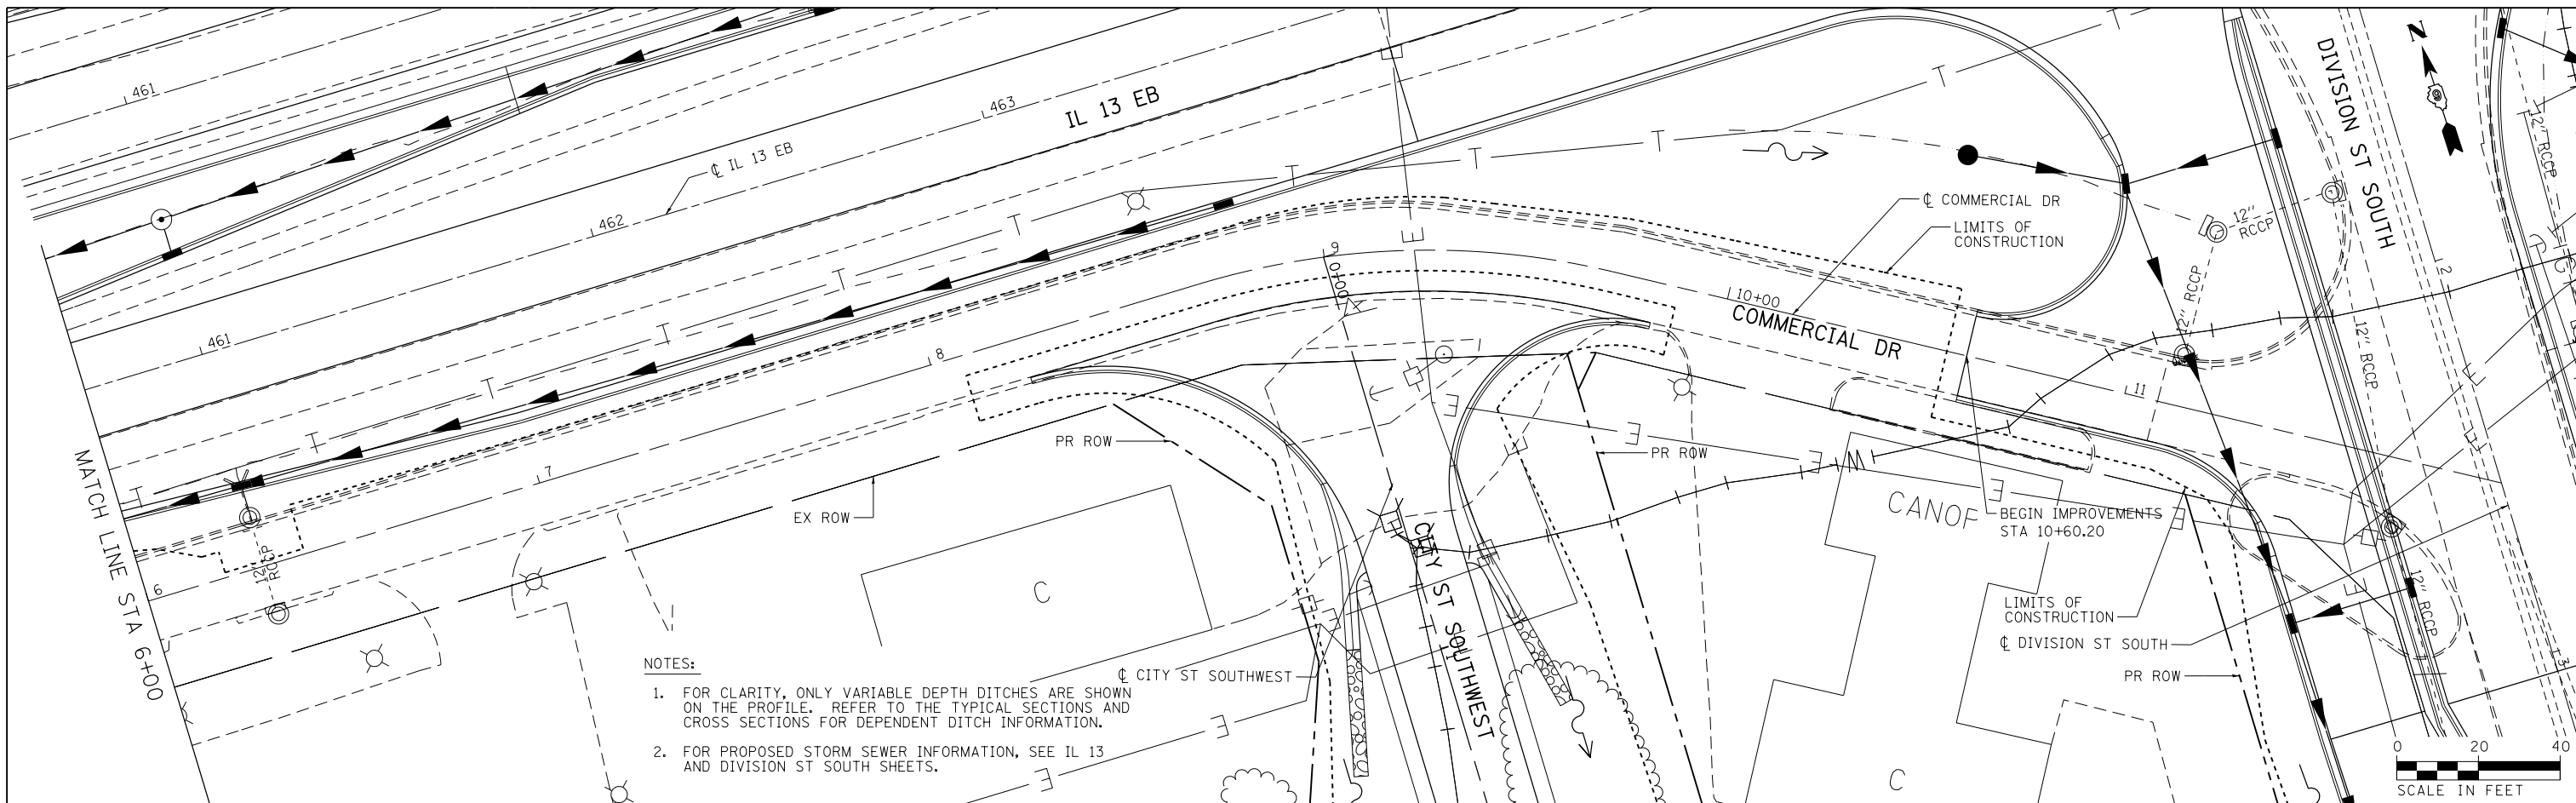 461
463
IL 13 EB
℄ IL 13 EB
462
461
DIVISION ST SOUTH
N
12" RCCP
℄ COMMERCIAL DR
LIMITS OF
CONSTRUCTION
12"
RCCP
2
12" RCCP
9
0+00
10+00
COMMERCIAL DR
8
7
6
11
12" RCCP
MATCH LINE STA 6+00
12"
RCCP
PR ROW
EX ROW
PR ROW
W
CANOF
BEGIN IMPROVEMENTS
STA 10+60.20
C
CITY ST SOUTHWEST
LIMITS OF
CONSTRUCTION
℄ DIVISION ST SOUTH
PR ROW
12" RCCP
3
℄ CITY ST SOUTHWEST
NOTES:
1. FOR CLARITY, ONLY VARIABLE DEPTH DITCHES ARE SHOWN
ON THE PROFILE. REFER TO THE TYPICAL SECTIONS AND
CROSS SECTIONS FOR DEPENDENT DITCH INFORMATION.
2. FOR PROPOSED STORM SEWER INFORMATION, SEE IL 13
AND DIVISION ST SOUTH SHEETS.
C
0 20 40
SCALE IN FEET